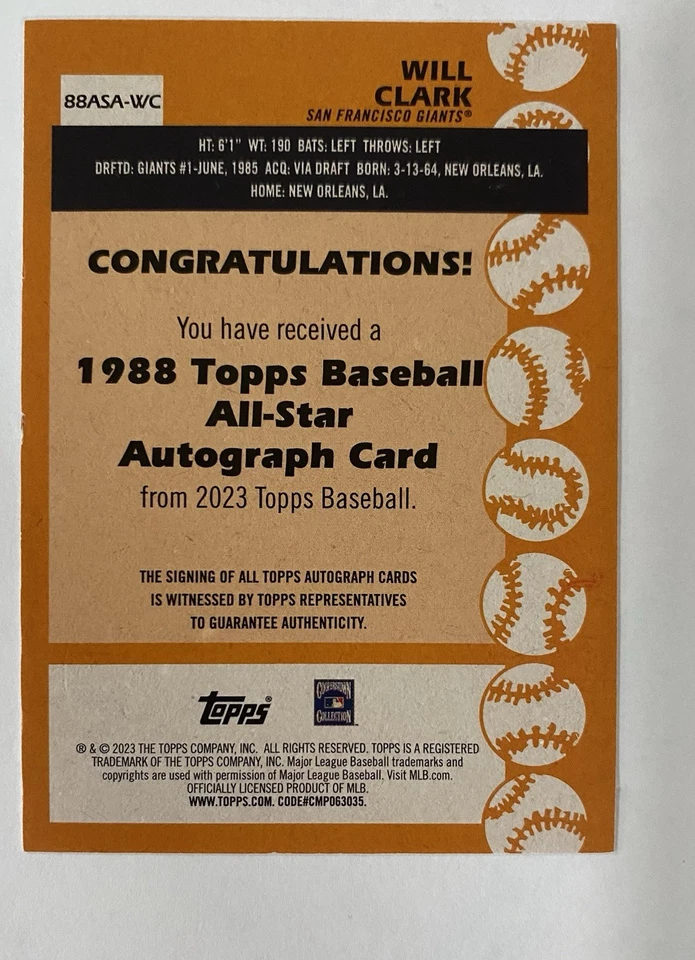 88ASA-WC
WILL
CLARK
SAN FRANCISCO GIANTS®
HT: 6'1" WT: 190 BATS: LEFT THROWS: LEFT
DRFTD: GIANTS #1-JUNE, 1985 ACQ: VIA DRAFT BORN: 3-13-64, NEW ORLEANS, LA.
HOME: NEW ORLEANS, LA.
CONGRATULATIONS!
You have received a
1988 Topps Baseball
All-Star
Autograph Card
from 2023 Topps Baseball.
THE SIGNING OF ALL TOPPS AUTOGRAPH CARDS
IS WITNESSED BY TOPPS REPRESENTATIVES
TO GUARANTEE AUTHENTICITY.
topps®
COOPERSTOWN
COLLECTION
® & © 2023 THE TOPPS COMPANY, INC. ALL RIGHTS RESERVED. TOPPS IS A REGISTERED
TRADEMARK OF THE TOPPS COMPANY, INC. Major League Baseball trademarks and
copyrights are used with permission of Major League Baseball. Visit MLB.com.
OFFICIALLY LICENSED PRODUCT OF MLB.
WWW.TOPPS.COM. CODE#CMP063035.